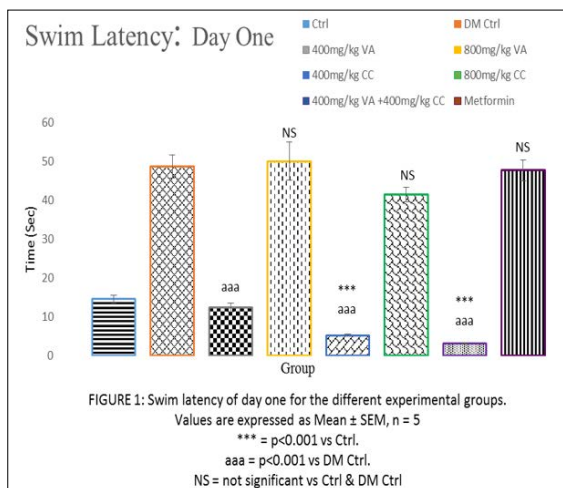 Swim Latency: Day One
Ctrl
DM Ctrl
400mg/kg VA
800mg/kg VA
400mg/kg CC
800mg/kg CC
400mg/kg VA +400mg/kg CC
Metformin
60
50
40
30
20
10
0
Time (Sec)
aaa
NS
***
aaa
NS
***
aaa
NS
Group
FIGURE 1: Swim latency of day one for the different experimental groups.
Values are expressed as Mean ± SEM, n = 5
*** = p<0.001 vs Ctrl.
aaa = p<0.001 vs DM Ctrl.
NS = not significant vs Ctrl & DM Ctrl